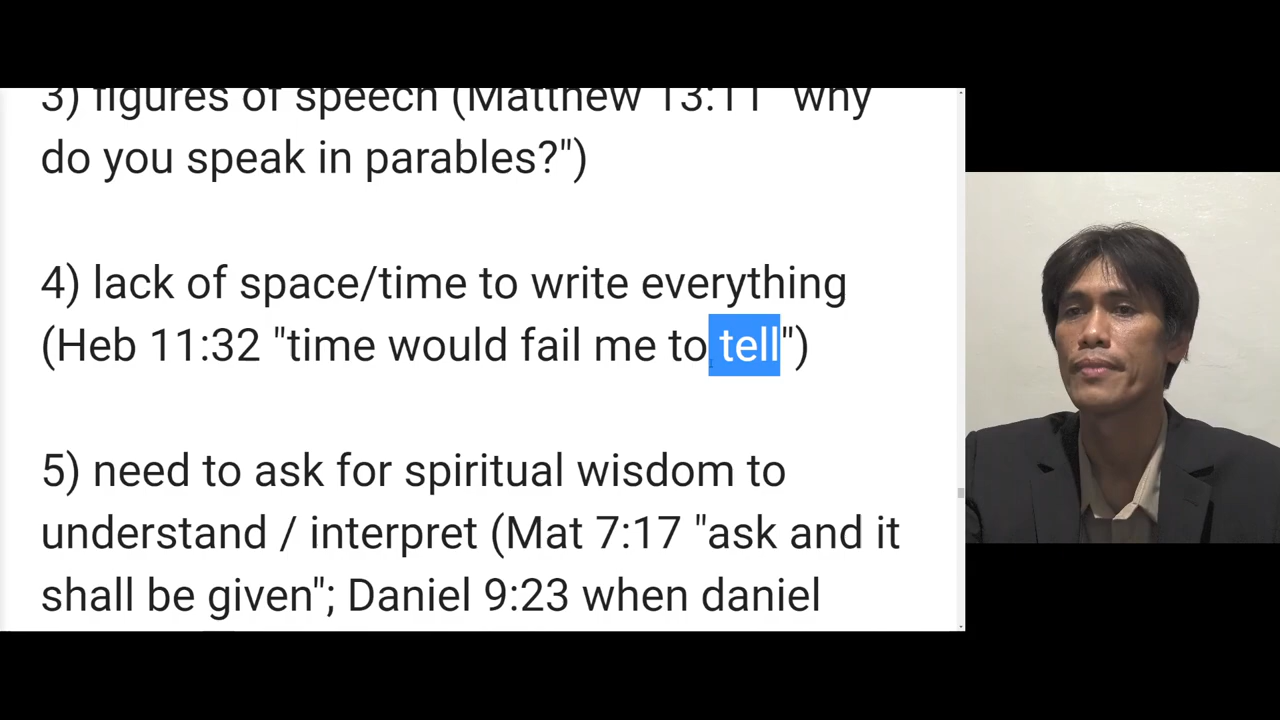 3) figures of speech (Matthew 13:11 "why
do you speak in parables?")
4) lack of space/time to write everything
(Heb 11:32 "time would fail me to tell")
5) need to ask for spiritual wisdom to
understand / interpret (Mat 7:17 "ask and it
shall be given"; Daniel 9:23 when daniel